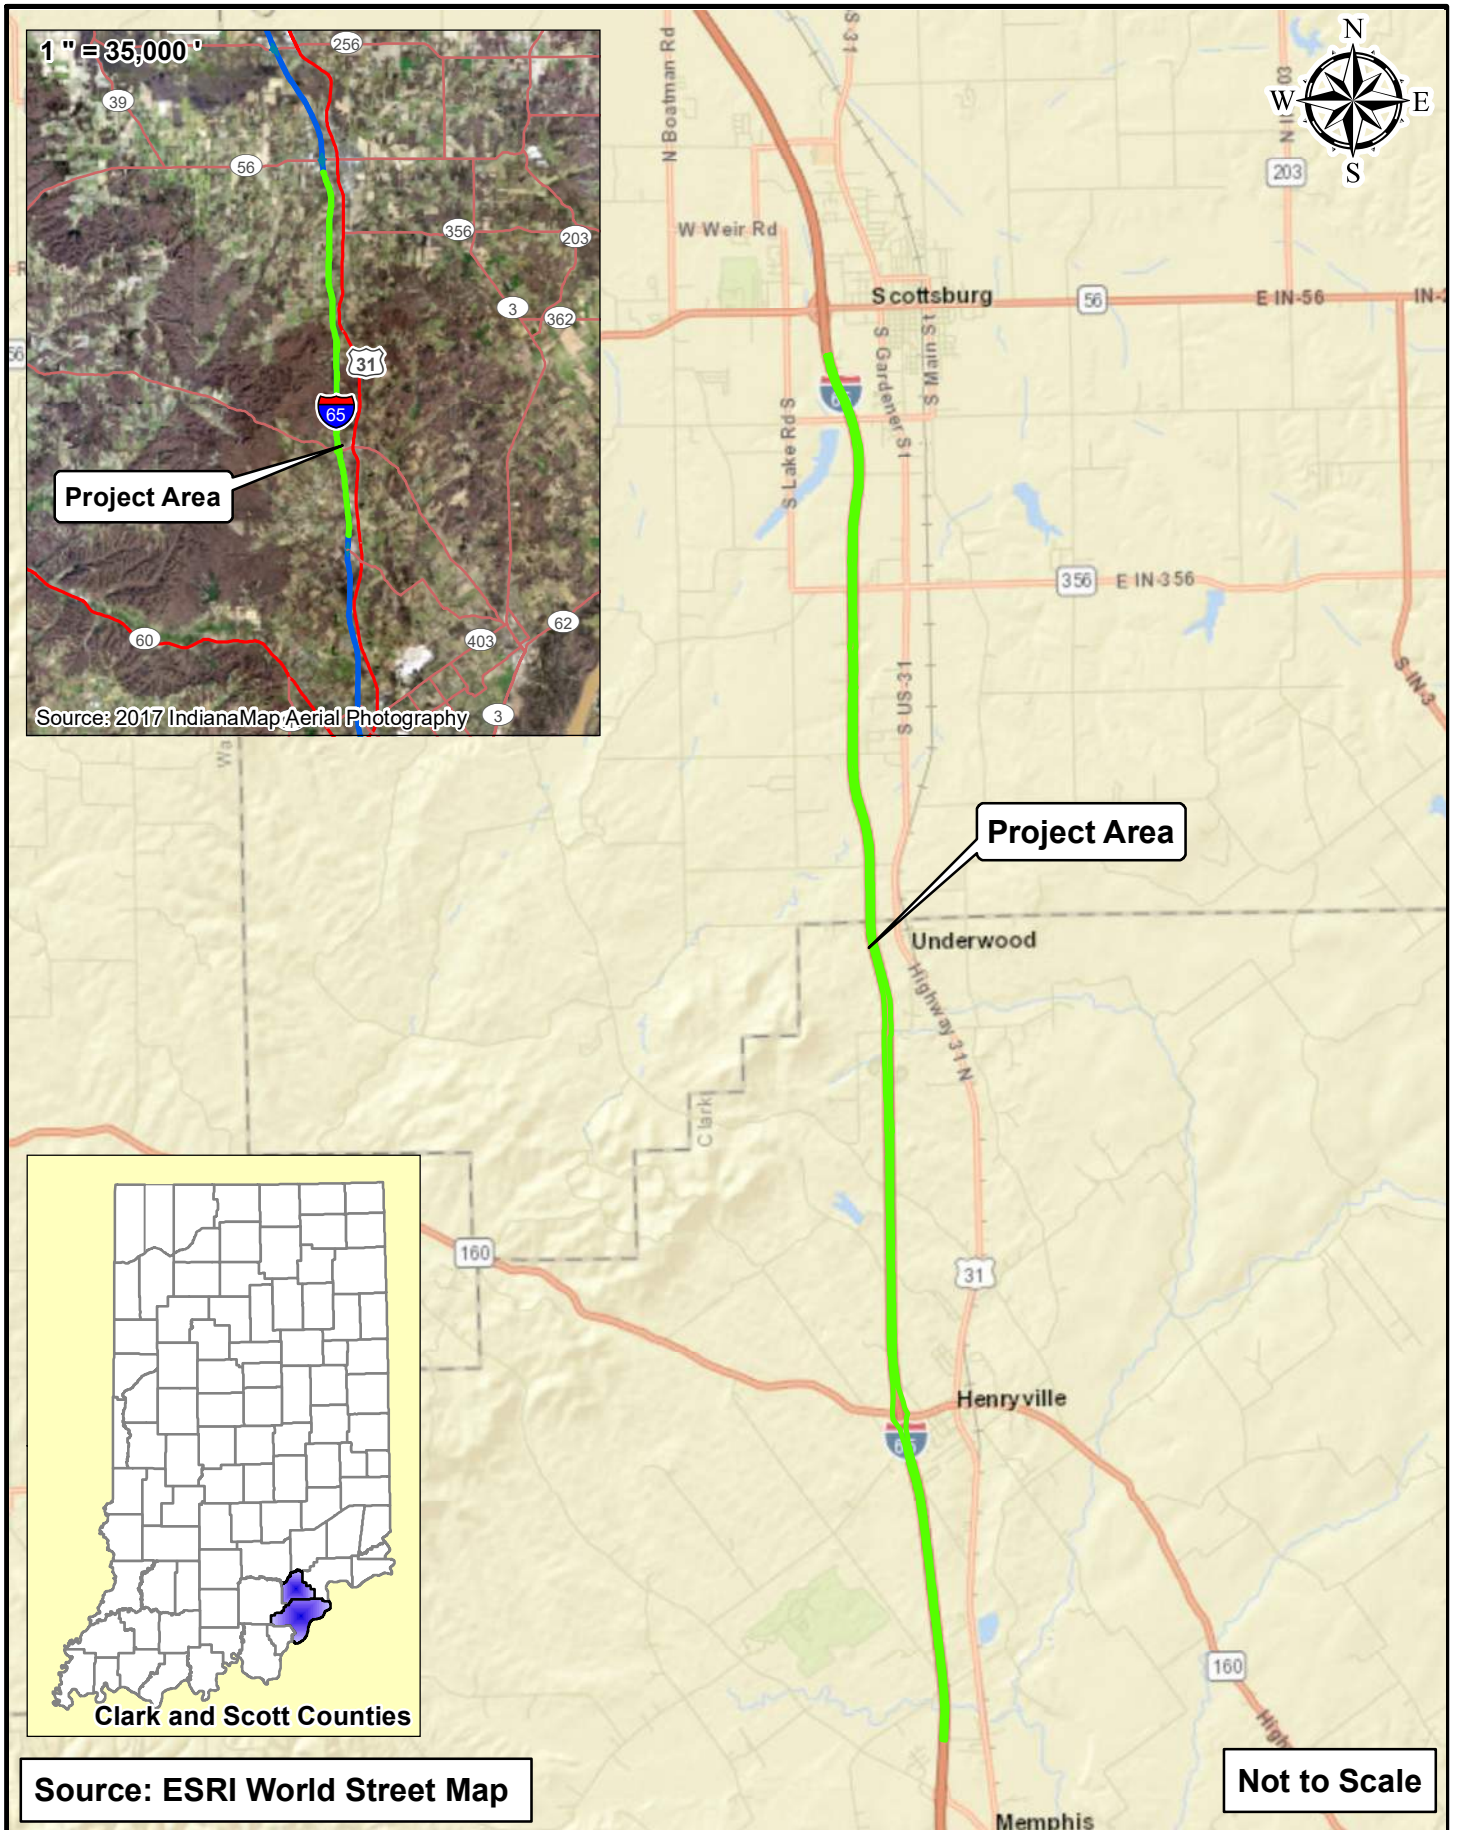 1 " = 35,000 '
256
39
56
356
203
3
362
31
65
Project Area
60
403
62
3
Source: 2017 IndianaMap Aerial Photography
N
W
E
S
N Boatman Rd
S 31
203
W Weir Rd
Scottsburg
56
E IN-56
S Gardener St
S Main St
S Lake Rd S
356
E IN-356
S US-31
S IN-3
Project Area
Underwood
Highway 31 N
Clark
160
31
Henryville
160
Clark and Scott Counties
Source: ESRI World Street Map
Not to Scale
Memphis